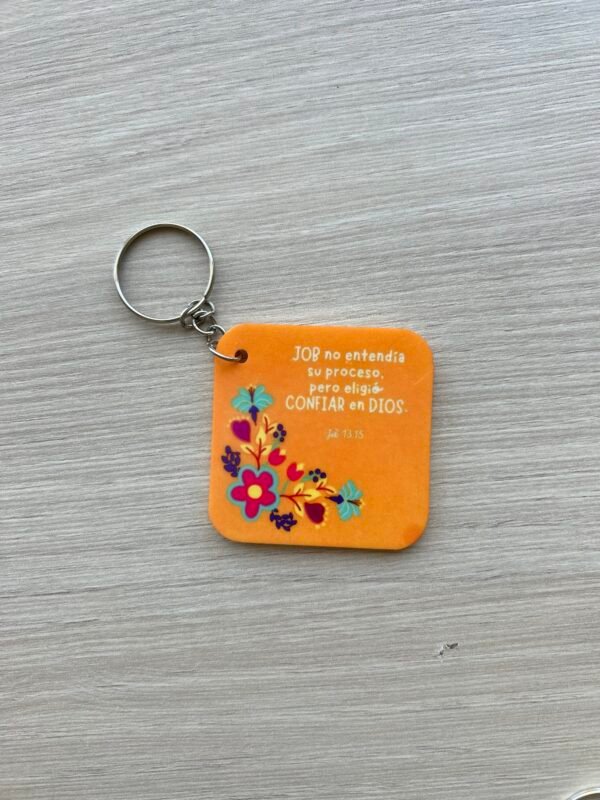 JOB no entendía
su proceso,
pero eligió
CONFIAR en DIOS.
Job 13.15